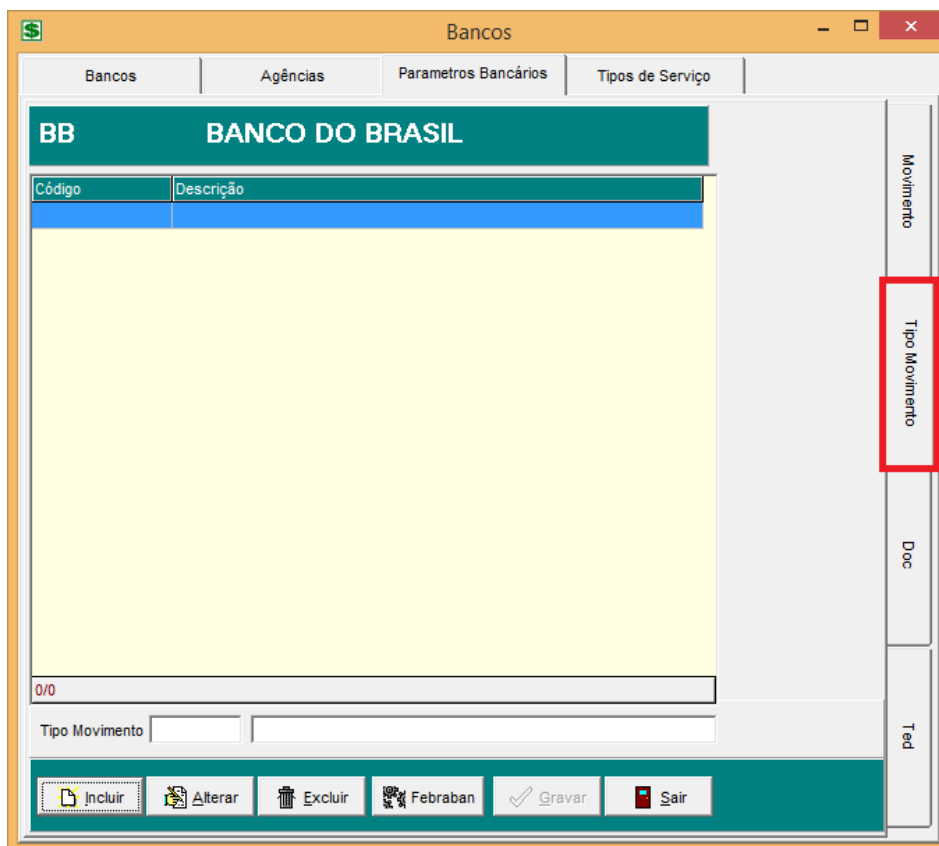 Bancos
Bancos Agências Parametros Bancários Tipos de Serviço
BB BANCO DO BRASIL
Código Descrição
0/0
Tipo Movimento
Incluir Alterar Excluir Febraban Gravar Sair
Movimento
Tipo Movimento
Doc
Ted